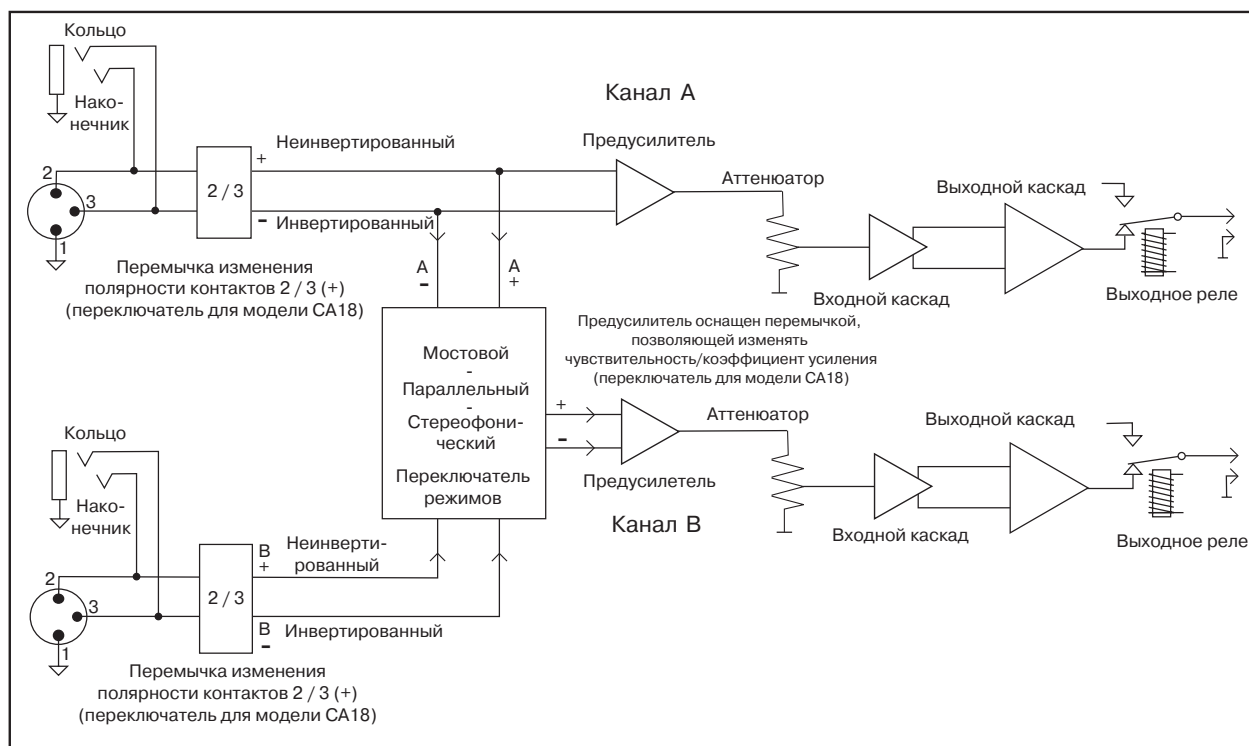 Кольцо
Нако-
нечник
2
3
1
2 / 3
Неинвертированный
+
-
Инвертированный
Канал A
Предусилитель
Аттенюатор
Входной каскад
Выходной каскад
Выходное реле
Перемычка изменения
полярности контактов 2 / 3 (+)
(переключатель для модели CA18)
A
-
A
+
Мостовой
-
Параллельный
-
Стереофони-
ческий
Переключатель
режимов
Предусилитель оснащен перемычкой,
позволяющей изменять
чувствительность/коэффициент усиления
(переключатель для модели CA18)
+
-
Предусилетель
Канал B
Аттенюатор
Входной каскад
Выходной каскад
Выходное реле
Кольцо
Нако-
нечник
2
3
1
2 / 3
B
+
Неинверти-
рованный
B
-
Инвертированный
Перемычка изменения
полярности контактов 2 / 3 (+)
(переключатель для модели CA18)